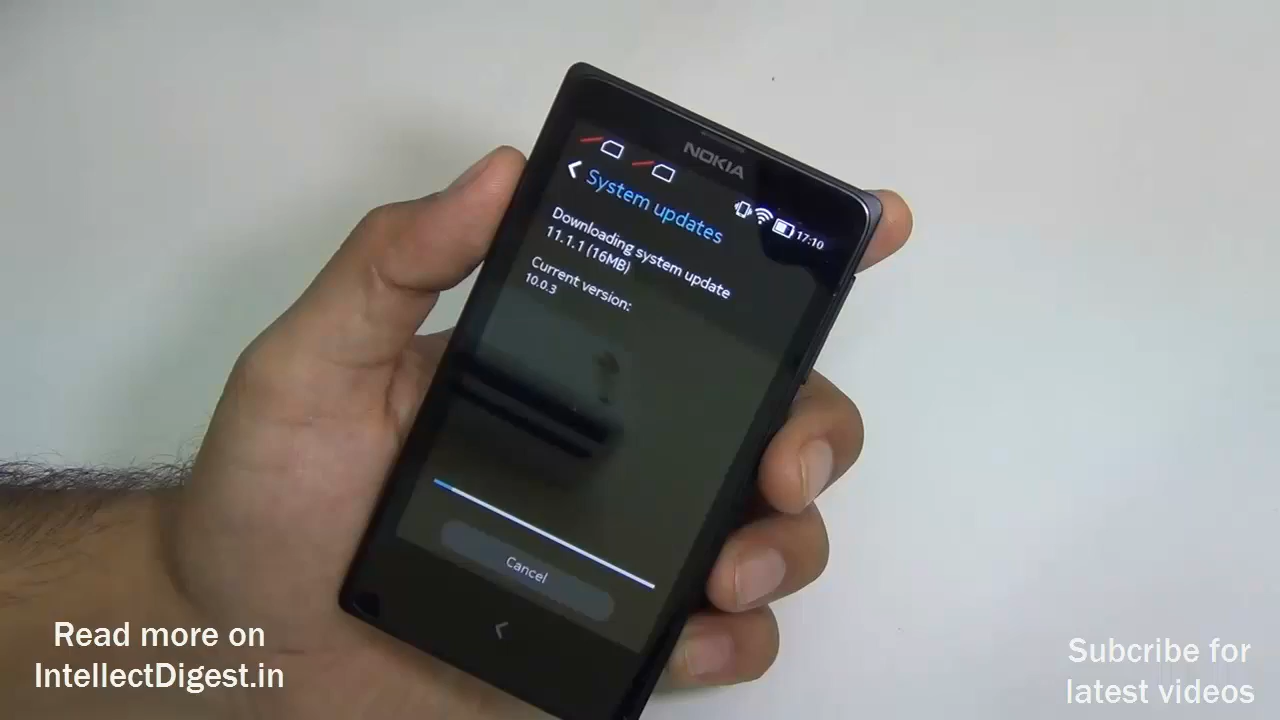 NOKIA
17:10
System updates
Downloading system update
11.1.1 (16MB)
Current version:
10.0.3
Cancel
Read more on
IntellectDigest.in
Subcribe for
latest videos